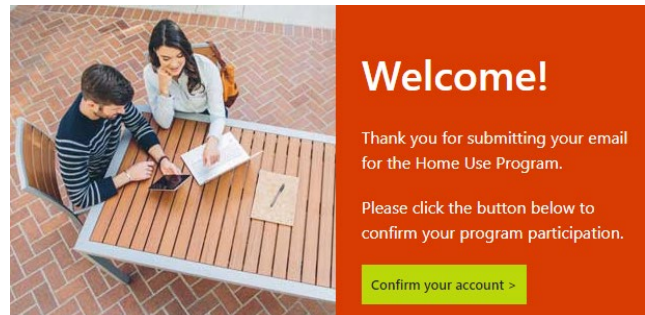 Welcome!
Thank you for submitting your email
for the Home Use Program.
Please click the button below to
confirm your program participation.
Confirm your account >